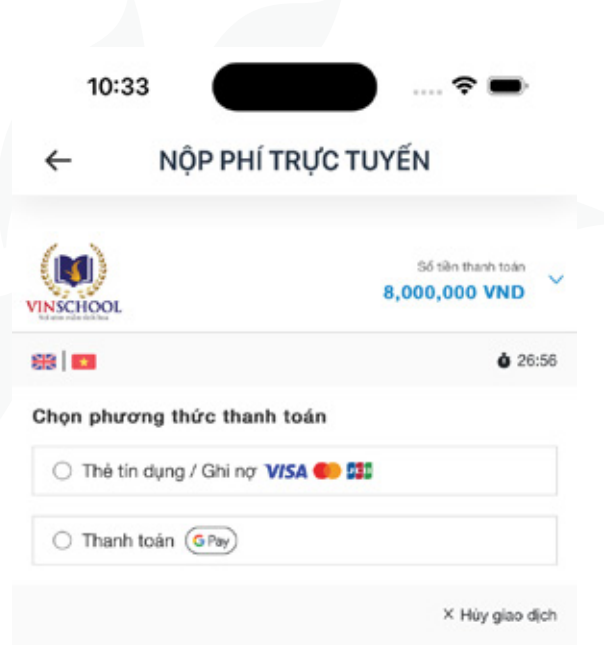 10:33
NỘP PHÍ TRỰC TUYẾN
Số tiền thanh toán
8,000,000 VND
VINSCHOOL
26:56
Chọn phương thức thanh toán
Thẻ tín dụng / Ghi nợ VISA JCB
Thanh toán G Pay
× Hủy giao dịch